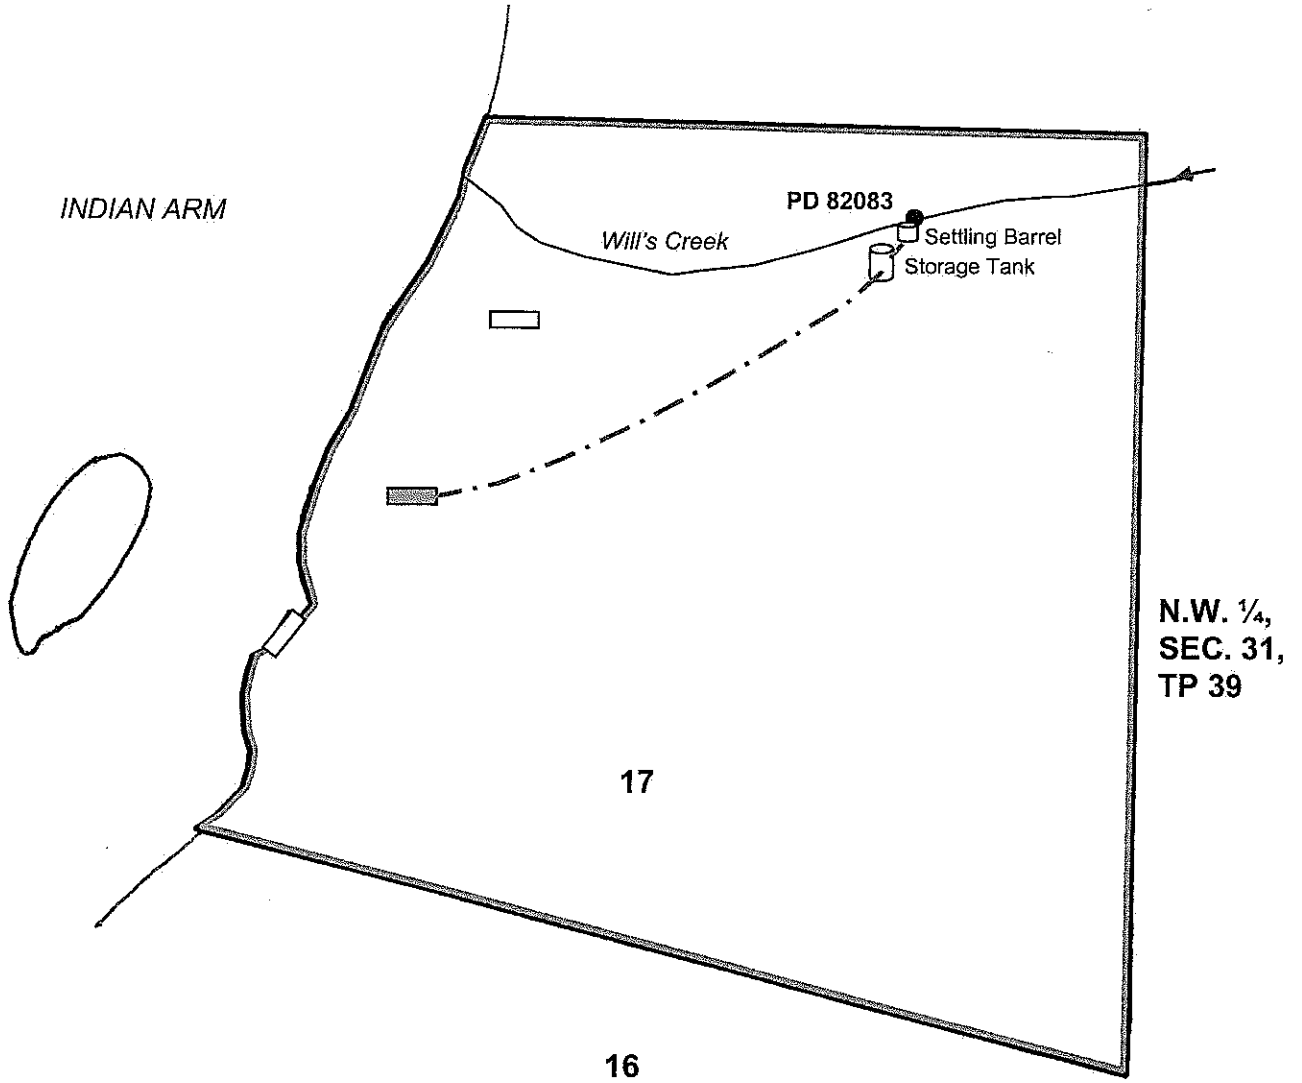 INDIAN ARM
PD 82083
Will's Creek
Settling Barrel
Storage Tank
N.W. ¼,
SEC. 31,
TP 39
17
16